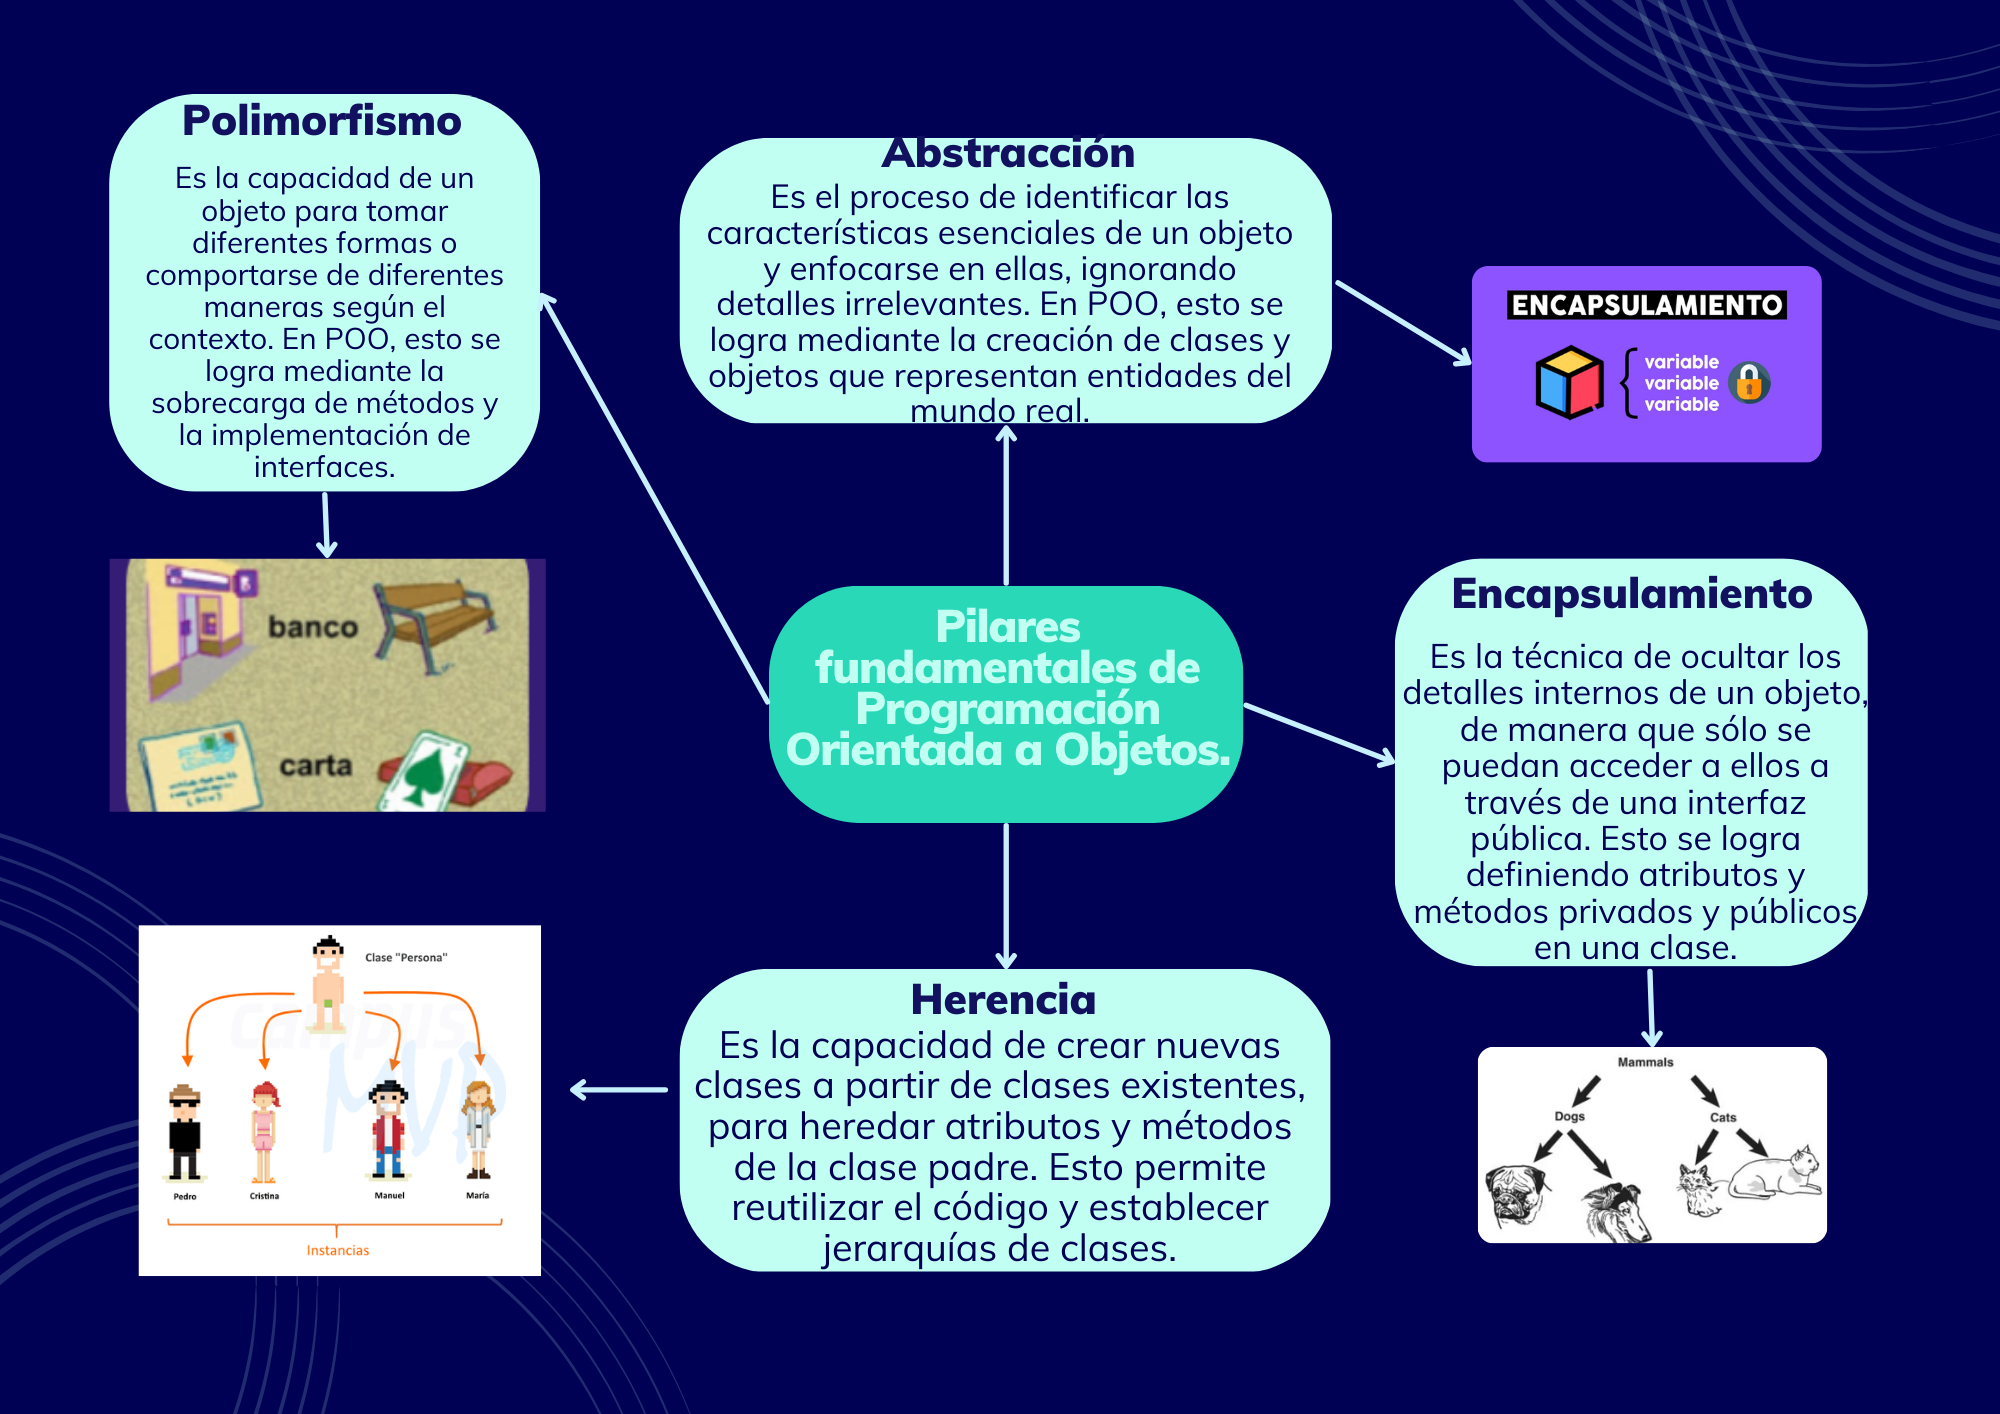 Polimorfismo
Es la capacidad de un
objeto para tomar
diferentes formas o
comportarse de diferentes
maneras según el
contexto. En POO, esto se
logra mediante la
sobrecarga de métodos y
la implementación de
interfaces.
Abstracción
Es el proceso de identificar las
características esenciales de un objeto
y enfocarse en ellas, ignorando
detalles irrelevantes. En POO, esto se
logra mediante la creación de clases y
objetos que representan entidades del
mundo real.
ENCAPSULAMIENTO
variable
variable
variable
banco
carta
Pilares
fundamentales de
Programación
Orientada a Objetos.
Encapsulamiento
Es la técnica de ocultar los
detalles internos de un objeto,
de manera que sólo se
puedan acceder a ellos a
través de una interfaz
pública. Esto se logra
definiendo atributos y
métodos privados y públicos
en una clase.
Clase "Persona"
campus
MVP
Pedro
Cristina
Manuel
María
Instancias
Herencia
Es la capacidad de crear nuevas
clases a partir de clases existentes,
para heredar atributos y métodos
de la clase padre. Esto permite
reutilizar el código y establecer
jerarquías de clases.
Mammals
Dogs
Cats